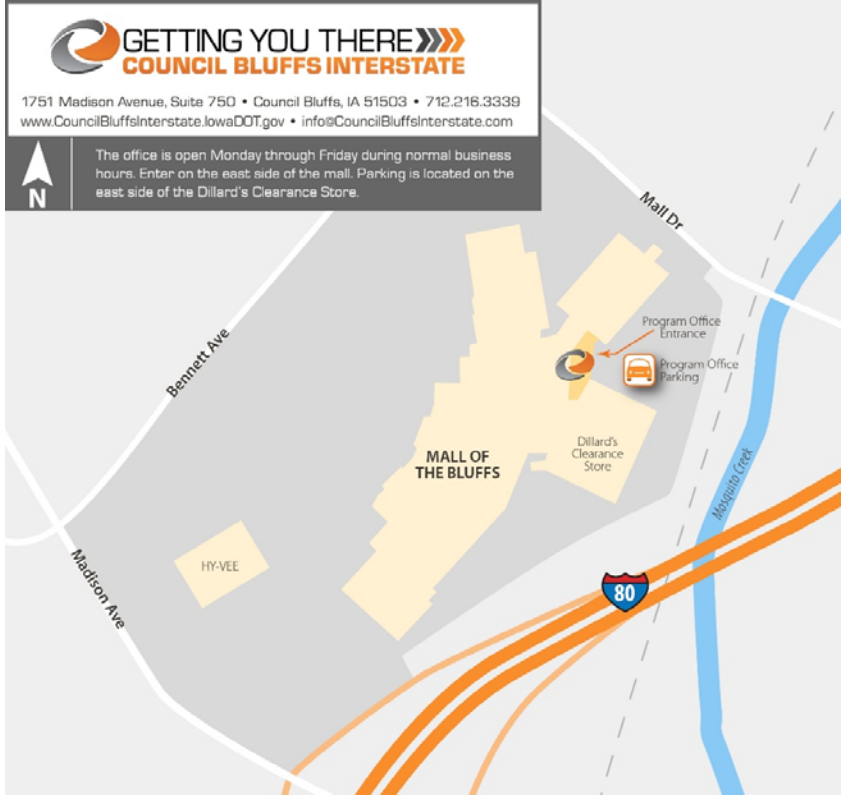 GETTING YOU THERE
COUNCIL BLUFFS INTERSTATE
1751 Madison Avenue, Suite 750 • Council Bluffs, IA 51503 • 712.216.3339
www.CouncilBluffsInterstate.IowaDOT.gov • info@CouncilBluffsInterstate.com
N
The office is open Monday through Friday during normal business
hours. Enter on the east side of the mall. Parking is located on the
east side of the Dillard's Clearance Store.
Mall Dr
Bennett Ave
Program Office
Entrance
Program Office
Parking
MALL OF
THE BLUFFS
Dillard's
Clearance
Store
Mosquito Creek
HY-VEE
Madison Ave
80